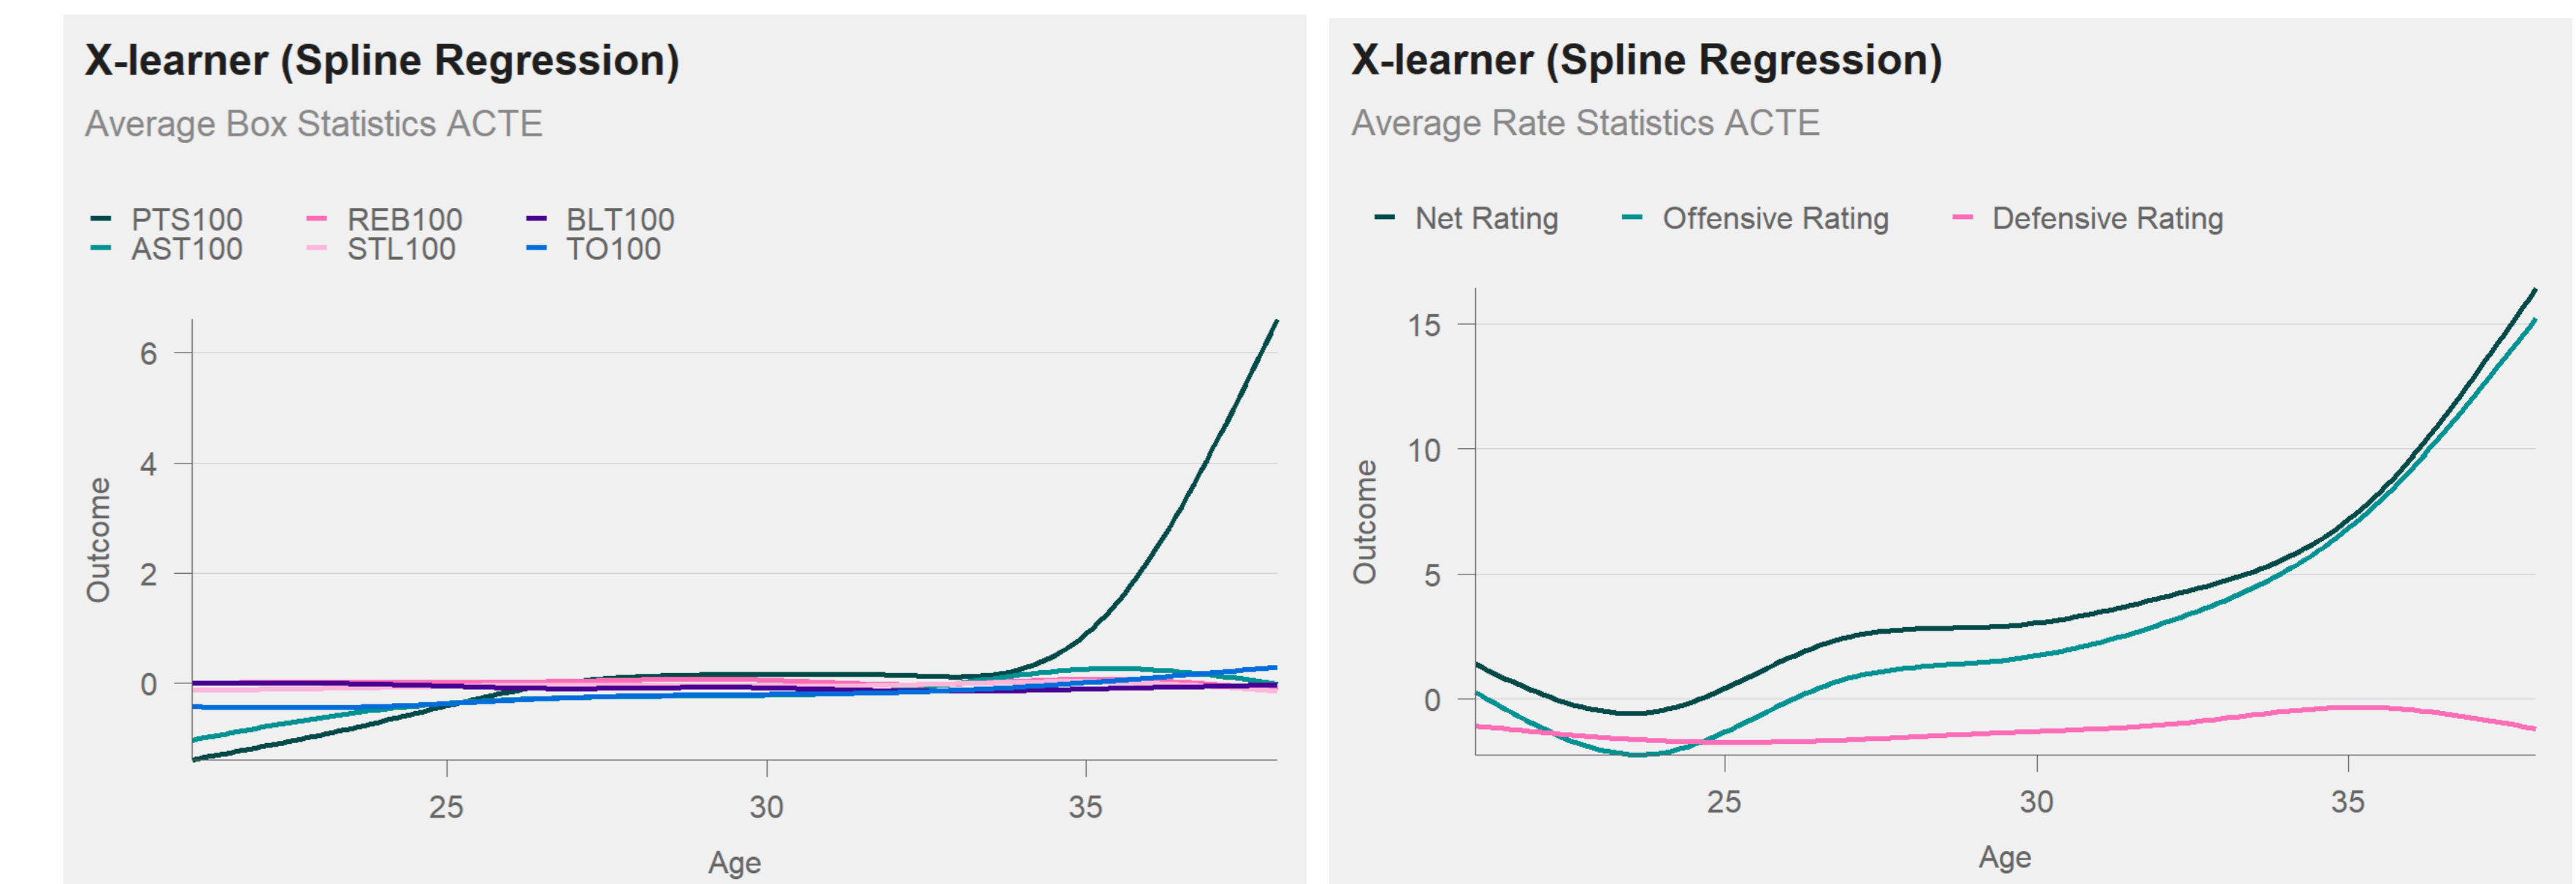 X-learner (Spline Regression)
Average Box Statistics ACTE
PTS100 REB100 BLT100
AST100 STL100 TO100
6
4
2
0
Outcome
25 30 35
Age
X-learner (Spline Regression)
Average Rate Statistics ACTE
Net Rating Offensive Rating Defensive Rating
15
10
5
0
Outcome
25 30 35
Age